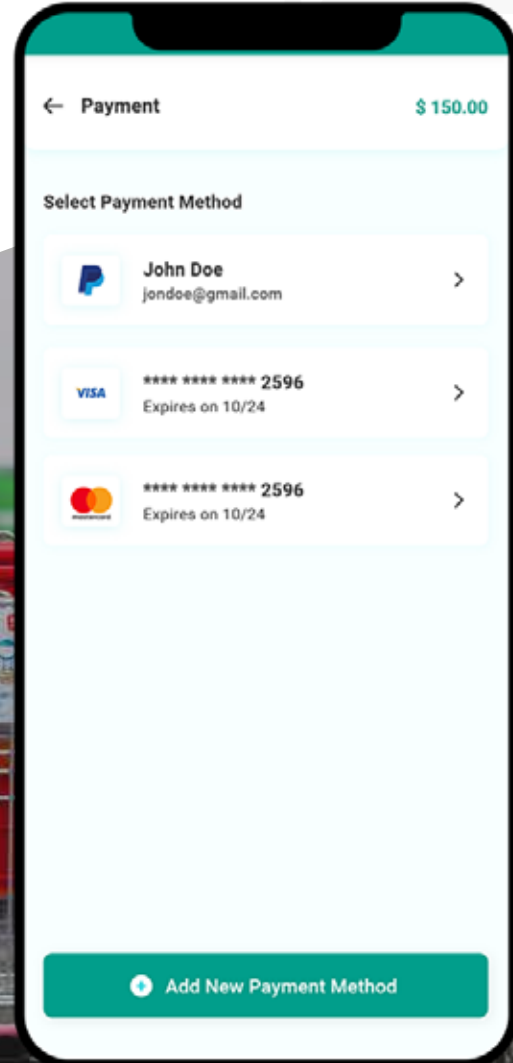 Payment
$ 150.00
Select Payment Method
John Doe
jondoe@gmail.com
VISA
**** **** **** 2596
Expires on 10/24
**** **** **** 2596
mastercard
Expires on 10/24
Add New Payment Method